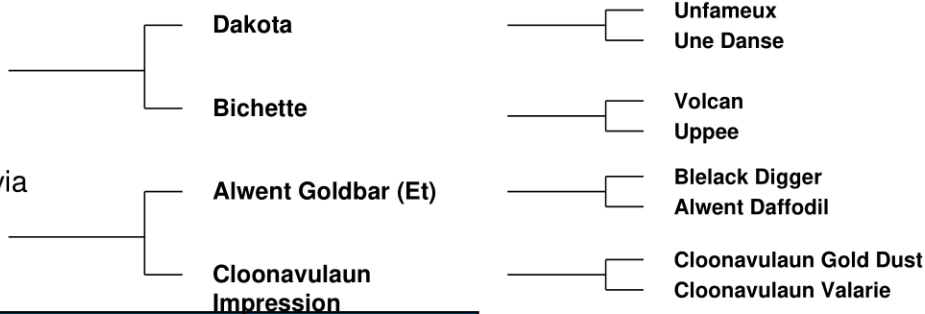 Dakota
Bichette
via
Alwent Goldbar (Et)
Cloonavulaun
Impression
Unfameux
Une Danse
Volcan
Uppee
Blelack Digger
Alwent Daffodil
Cloonavulaun Gold Dust
Cloonavulaun Valarie